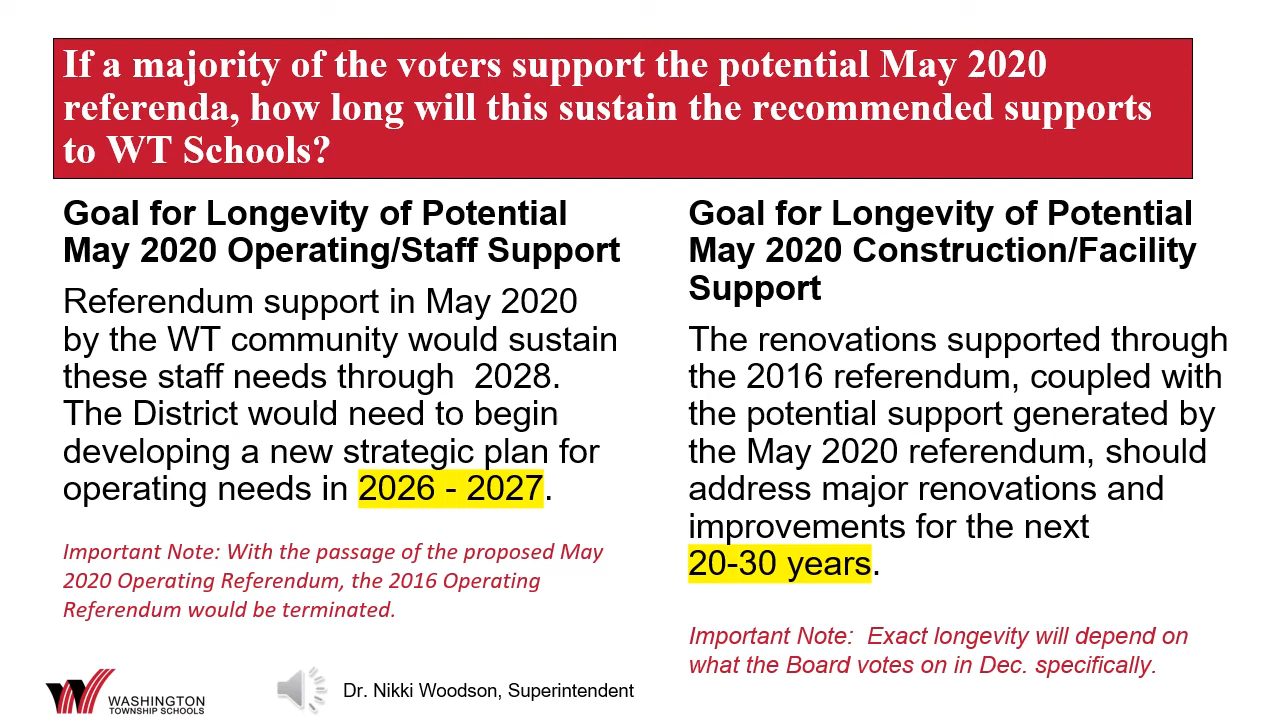 If a majority of the voters support the potential May 2020
referenda, how long will this sustain the recommended supports
to WT Schools?
Goal for Longevity of Potential
May 2020 Operating/Staff Support
Referendum support in May 2020
by the WT community would sustain
these staff needs through  2028.
The District would need to begin
developing a new strategic plan for
operating needs in 2026 - 2027.
Important Note: With the passage of the proposed May
2020 Operating Referendum, the 2016 Operating
Referendum would be terminated.
Goal for Longevity of Potential
May 2020 Construction/Facility
Support
The renovations supported through
the 2016 referendum, coupled with
the potential support generated by
the May 2020 referendum, should
address major renovations and
improvements for the next
20-30 years.
Important Note:  Exact longevity will depend on
what the Board votes on in Dec. specifically.
WASHINGTON
TOWNSHIP SCHOOLS
Dr. Nikki Woodson, Superintendent